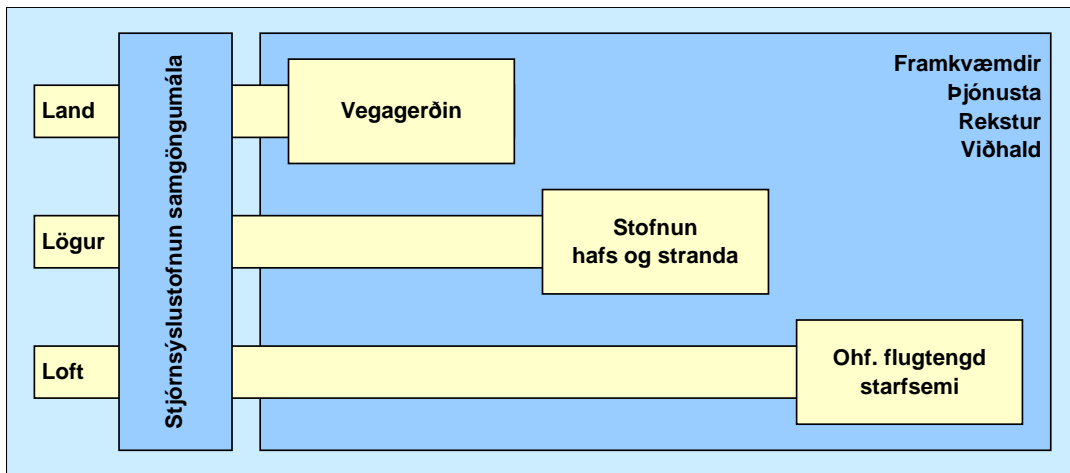 Stjórnsýslustofnun samgöngumála
Framkvæmdir
Þjónusta
Rekstur
Viðhald
Land
Vegagerðin
Lögur
Stofnun
hafs og stranda
Loft
Ohf. flugtengd
starfsemi